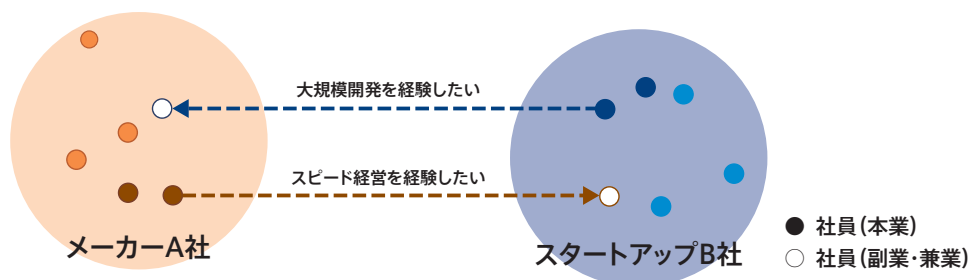 大規模開発を経験したい
スピード経営を経験したい
メーカーA社
スタートアップB社
社員(本業)
社員(副業・兼業)